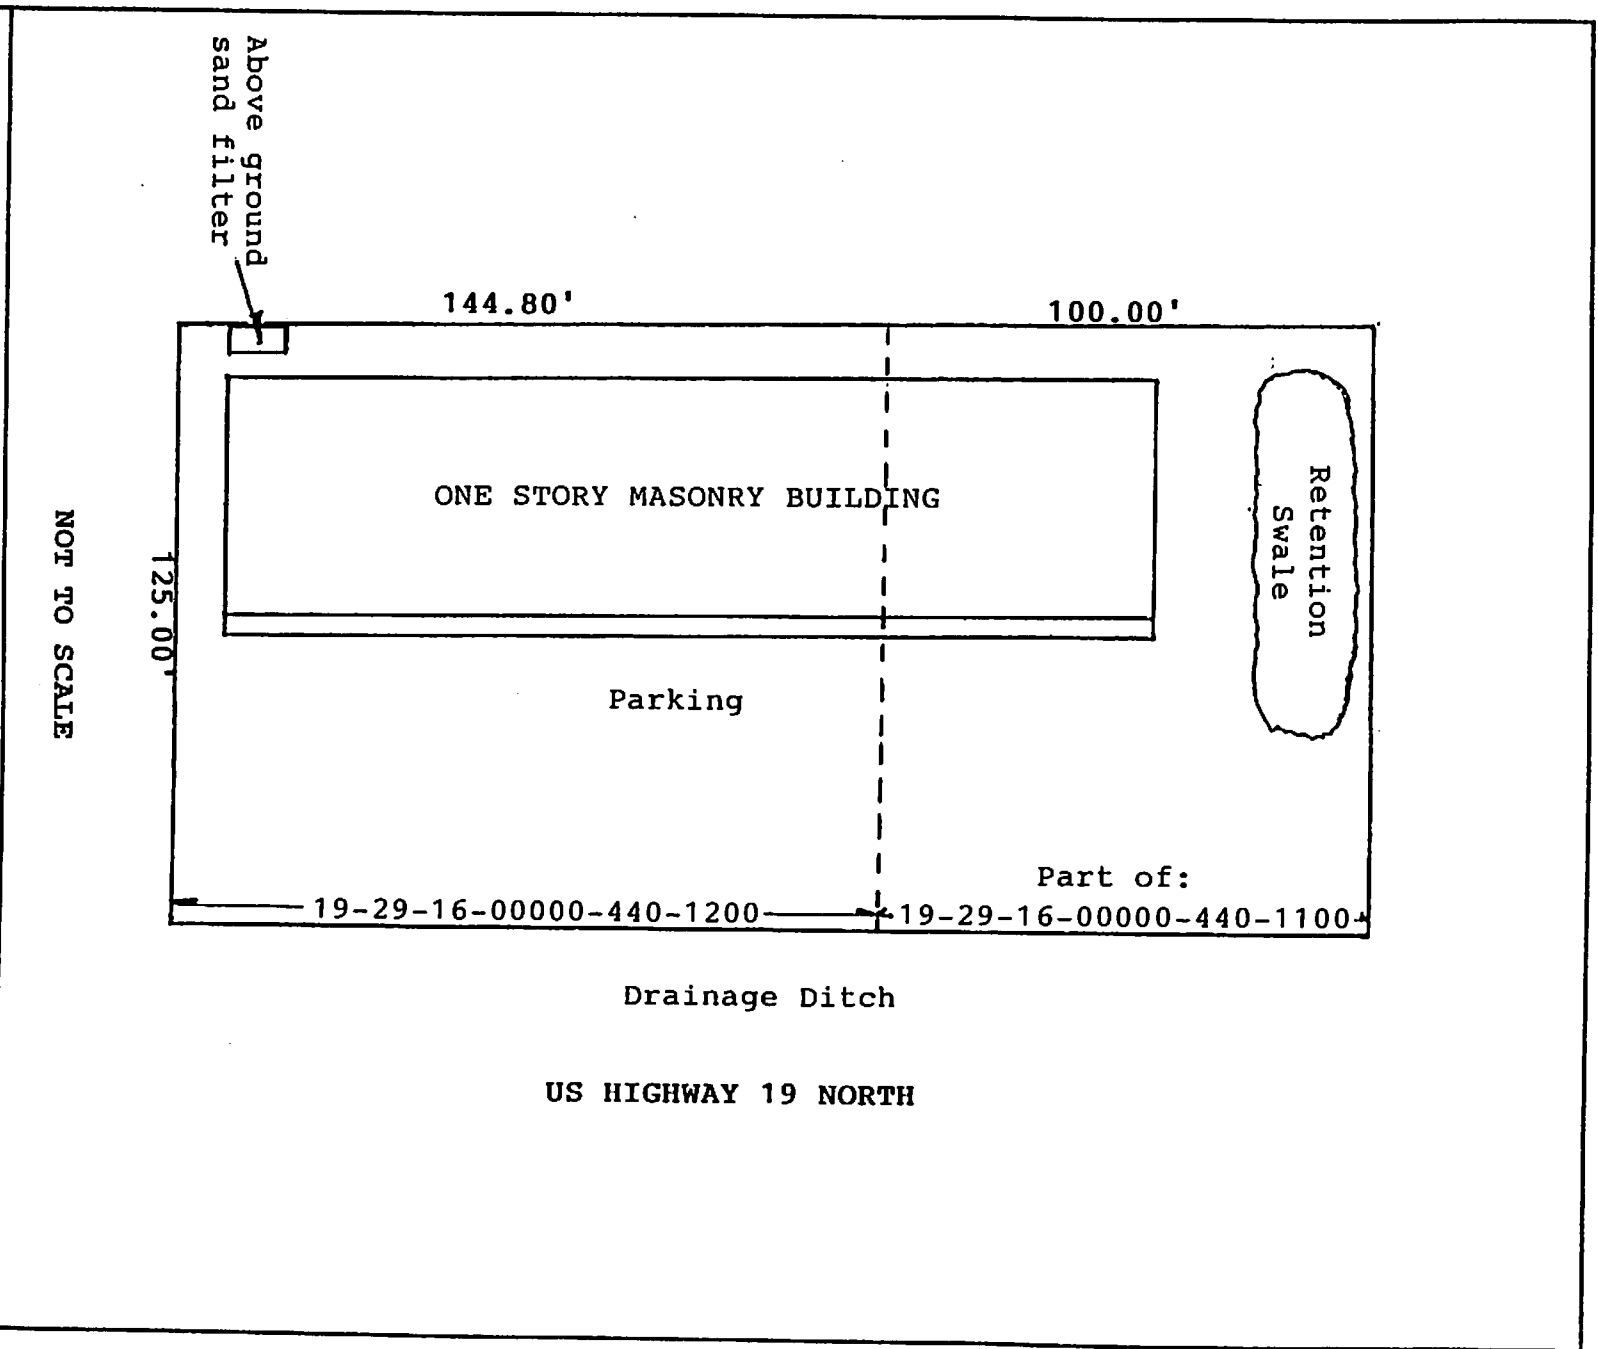 Above ground
sand filter
144.80'
100.00'
ONE STORY MASONRY BUILDING
Retention
Swale
NOT TO SCALE
125.00'
Parking
Part of:
19-29-16-00000-440-1200
19-29-16-00000-440-1100
Drainage Ditch
US HIGHWAY 19 NORTH